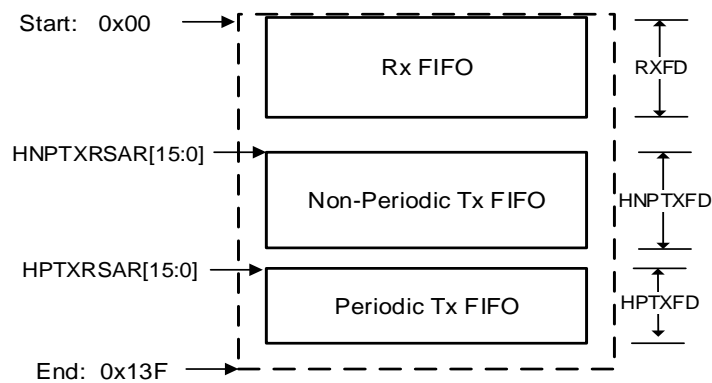 Start: 0x00
Rx FIFO
RXFD
HNPTXRSAR[15:0]
Non-Periodic Tx FIFO
HNPTXFD
HPTXRSAR[15:0]
Periodic Tx FIFO
HPTXFD
End: 0x13F